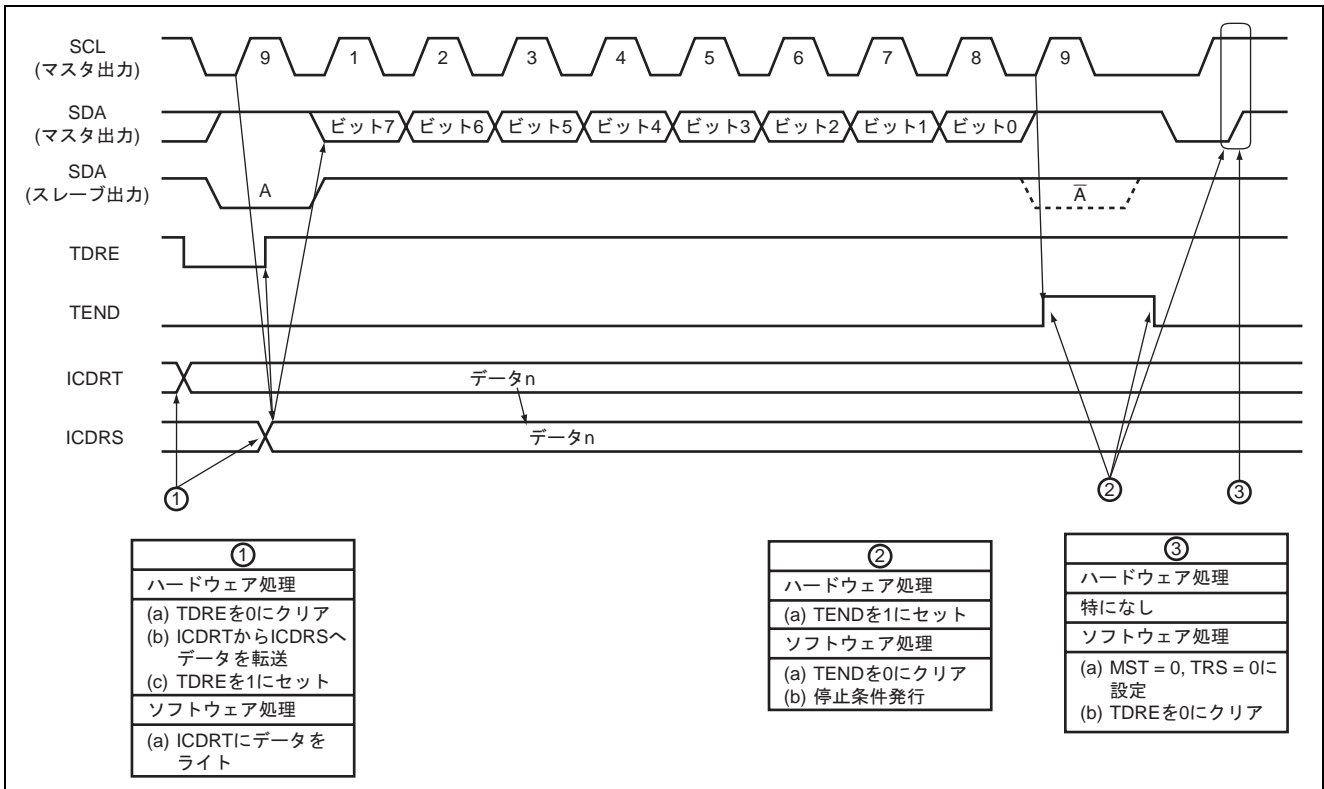 SCL
(マスタ出力)
9
1
2
3
4
5
6
7
8
9
SDA
(マスタ出力)
ビット7
ビット6
ビット5
ビット4
ビット3
ビット2
ビット1
ビット0
SDA
(スレーブ出力)
A
A̅
TDRE
TEND
ICDRT
データn
ICDRS
データn
①
②
③
①
ハードウェア処理
(a) TDREを0にクリア
(b) ICDRTからICDRSへ
データを転送
(c) TDREを1にセット
ソフトウェア処理
(a) ICDRTにデータを
ライト
②
ハードウェア処理
(a) TENDを1にセット
ソフトウェア処理
(a) TENDを0にクリア
(b) 停止条件発行
③
ハードウェア処理
特になし
ソフトウェア処理
(a) MST = 0, TRS = 0に
設定
(b) TDREを0にクリア